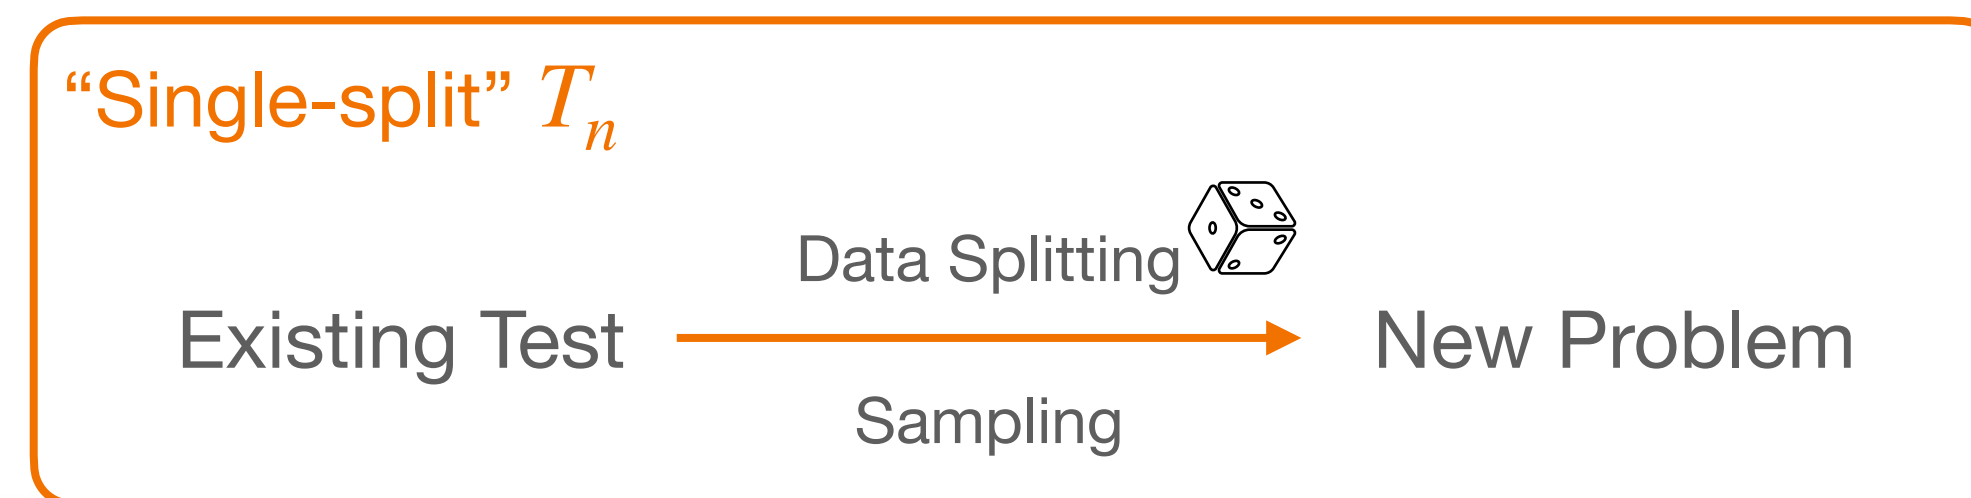 “Single-split” Tn
Data Splitting
Existing Test
New Problem
Sampling